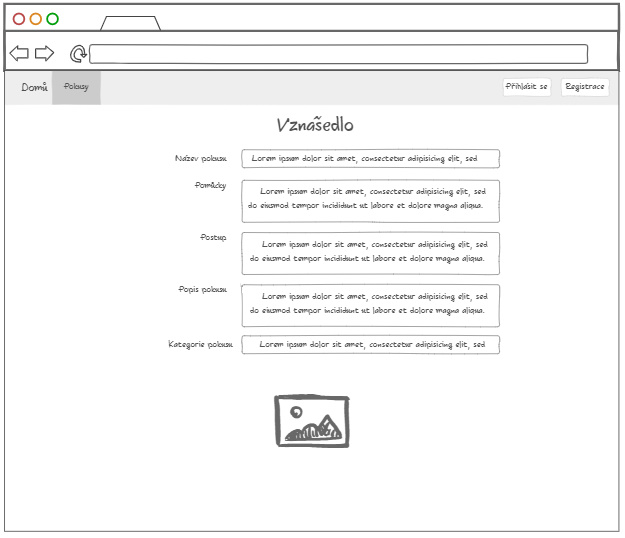 Domů
Pokusy
Přihlásit se
Registrace
Vznášedlo
Název pokusu
Lorem ipsum dolor sit amet, consectetur adipisicing elit, sed
Pomůcky
Lorem ipsum dolor sit amet, consectetur adipisicing elit, sed
do eiusmod tempor incididunt ut labore et dolore magna aliqua.
Postup
Lorem ipsum dolor sit amet, consectetur adipisicing elit, sed
do eiusmod tempor incididunt ut labore et dolore magna aliqua.
Popis pokusu
Lorem ipsum dolor sit amet, consectetur adipisicing elit, sed
do eiusmod tempor incididunt ut labore et dolore magna aliqua.
Kategorie pokusu
Lorem ipsum dolor sit amet, consectetur adipisicing elit, sed